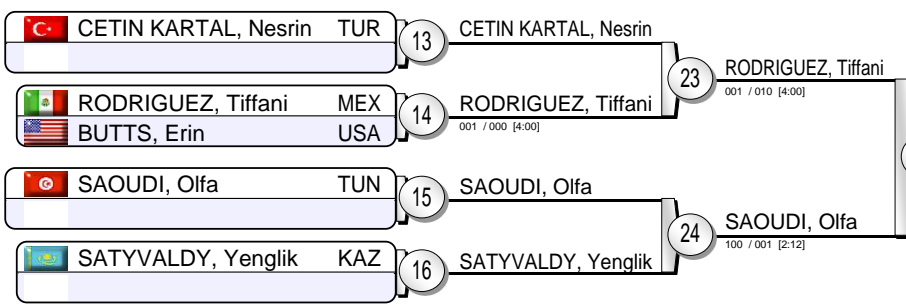 CETIN KARTAL, Nesrin TUR
13
CETIN KARTAL, Nesrin
23
RODRIGUEZ, Tiffani
001 / 010 [4:00]
RODRIGUEZ, Tiffani MEX
BUTTS, Erin USA
14
RODRIGUEZ, Tiffani
001 / 000 [4:00]
SAOUDI, Olfa TUN
15
SAOUDI, Olfa
24
SAOUDI, Olfa
100 / 001 [2:12]
SATYVALDY, Yenglik KAZ
16
SATYVALDY, Yenglik